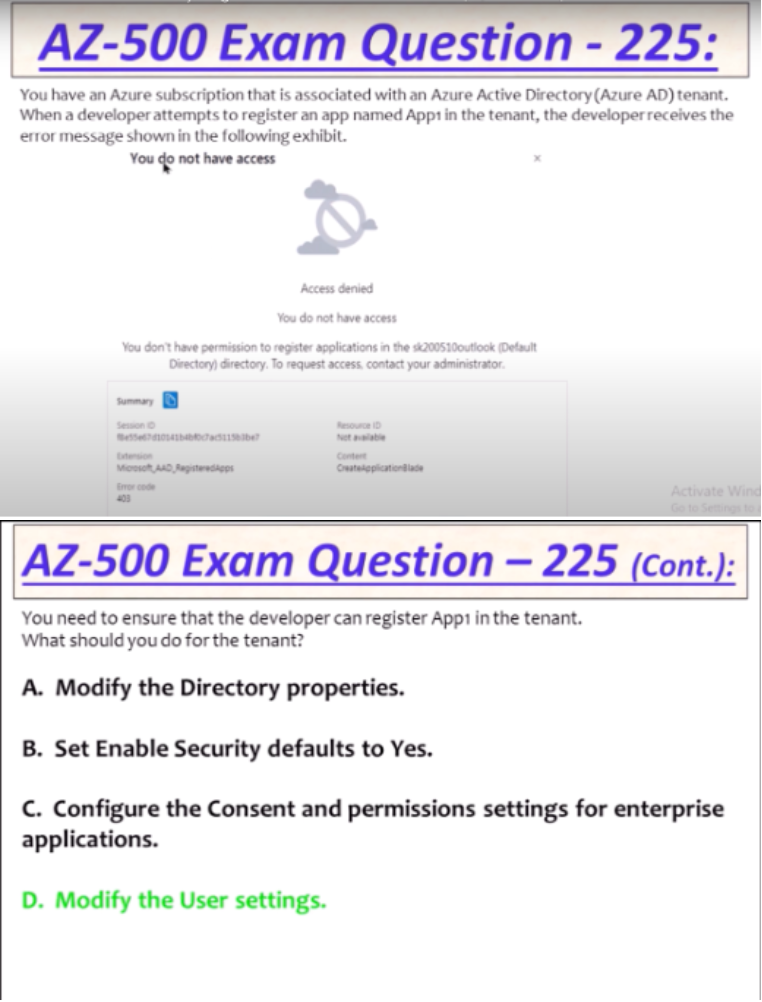 AZ-500 Exam Question - 225:
You have an Azure subscription that is associated with an Azure Active Directory (Azure AD) tenant.
When a developer attempts to register an app named App1 in the tenant, the developer receives the
error message shown in the following exhibit.
You do not have access
Access denied
You do not have access
You don't have permission to register applications in the sk200510outlook (Default
Directory) directory. To request access, contact your administrator.
Summary
Session ID
Resource ID
Not available
Extension
Content
Microsoft_AAD_RegisteredApps
CreateApplicationBlade
Error code
403
Activate Wind
Go to Settings to
AZ-500 Exam Question – 225 (Cont.):
You need to ensure that the developer can register App1 in the tenant.
What should you do for the tenant?
A. Modify the Directory properties.
B. Set Enable Security defaults to Yes.
C. Configure the Consent and permissions settings for enterprise
applications.
D. Modify the User settings.